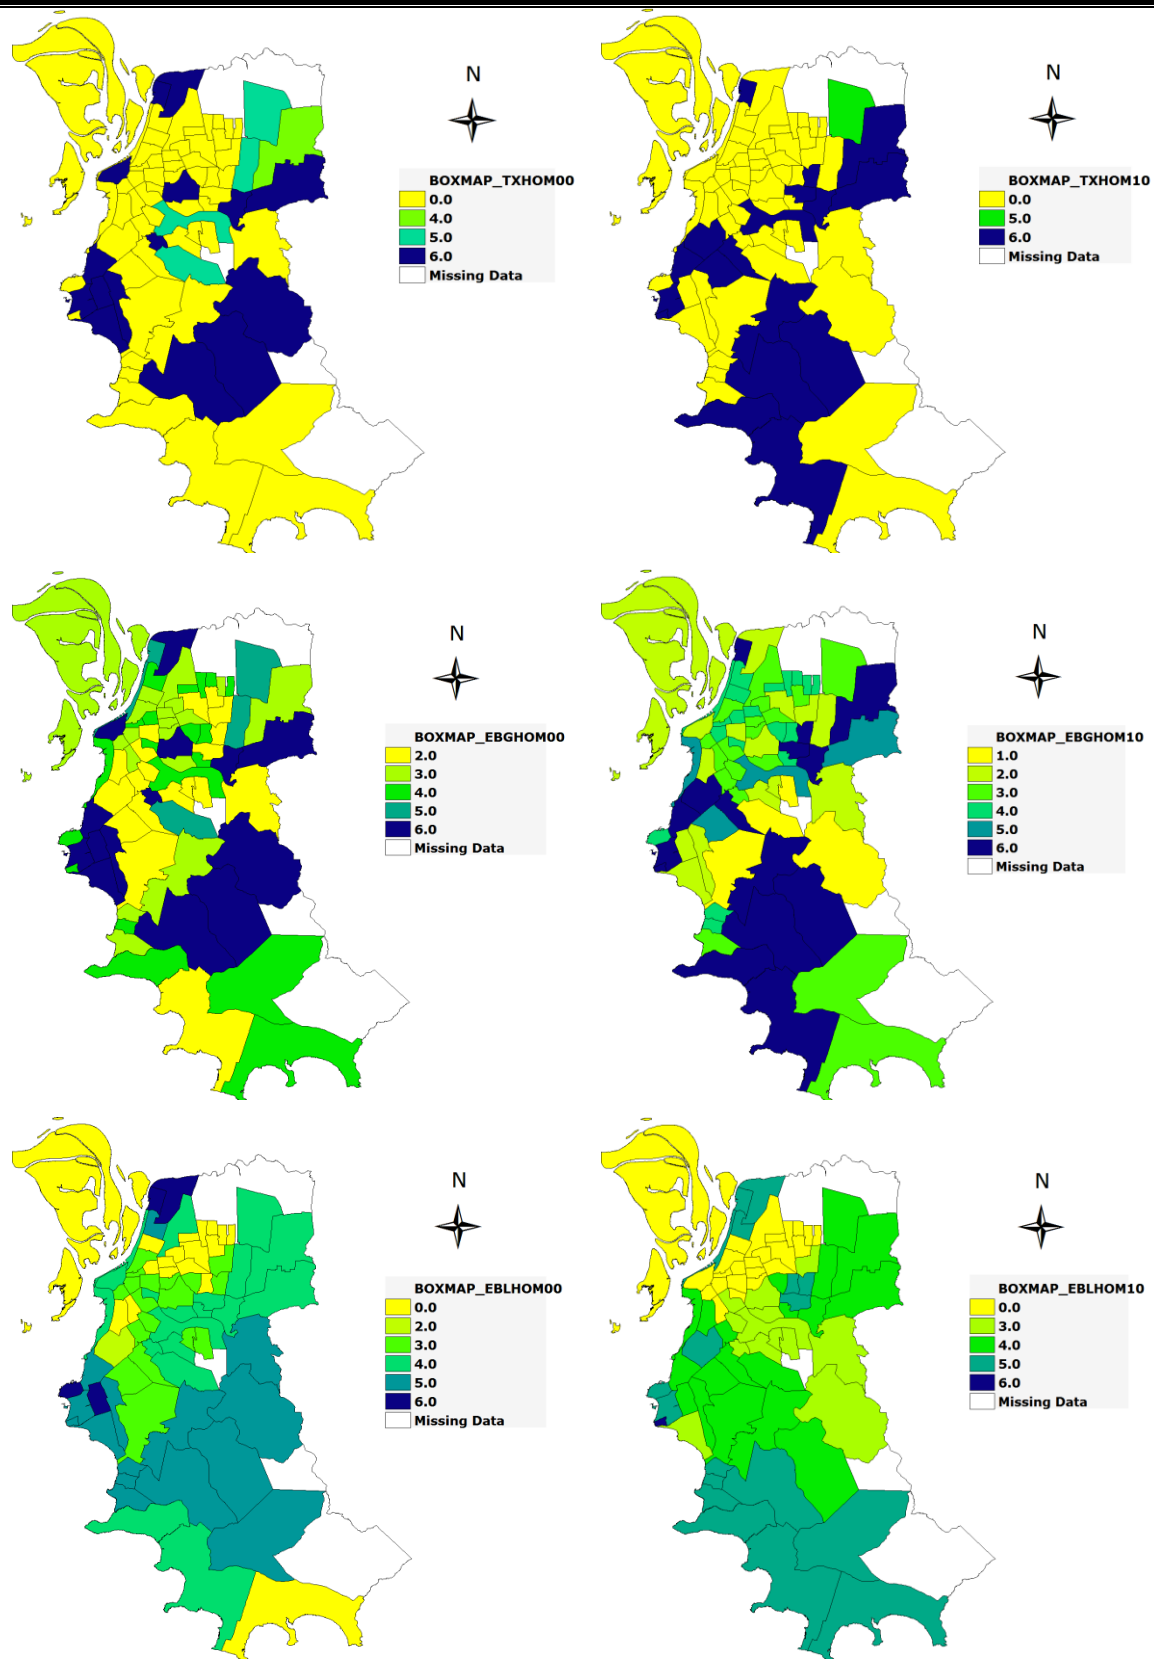 N
BOXMAP_TXHOM00
0.0
4.0
5.0
6.0
Missing Data
N
BOXMAP_TXHOM10
0.0
5.0
6.0
Missing Data
N
BOXMAP_EBGHOM00
2.0
3.0
4.0
5.0
6.0
Missing Data
N
BOXMAP_EBGHOM10
1.0
2.0
3.0
4.0
5.0
6.0
Missing Data
N
BOXMAP_EBLHOM00
0.0
2.0
3.0
4.0
5.0
6.0
Missing Data
N
BOXMAP_EBLHOM10
0.0
3.0
4.0
5.0
6.0
Missing Data